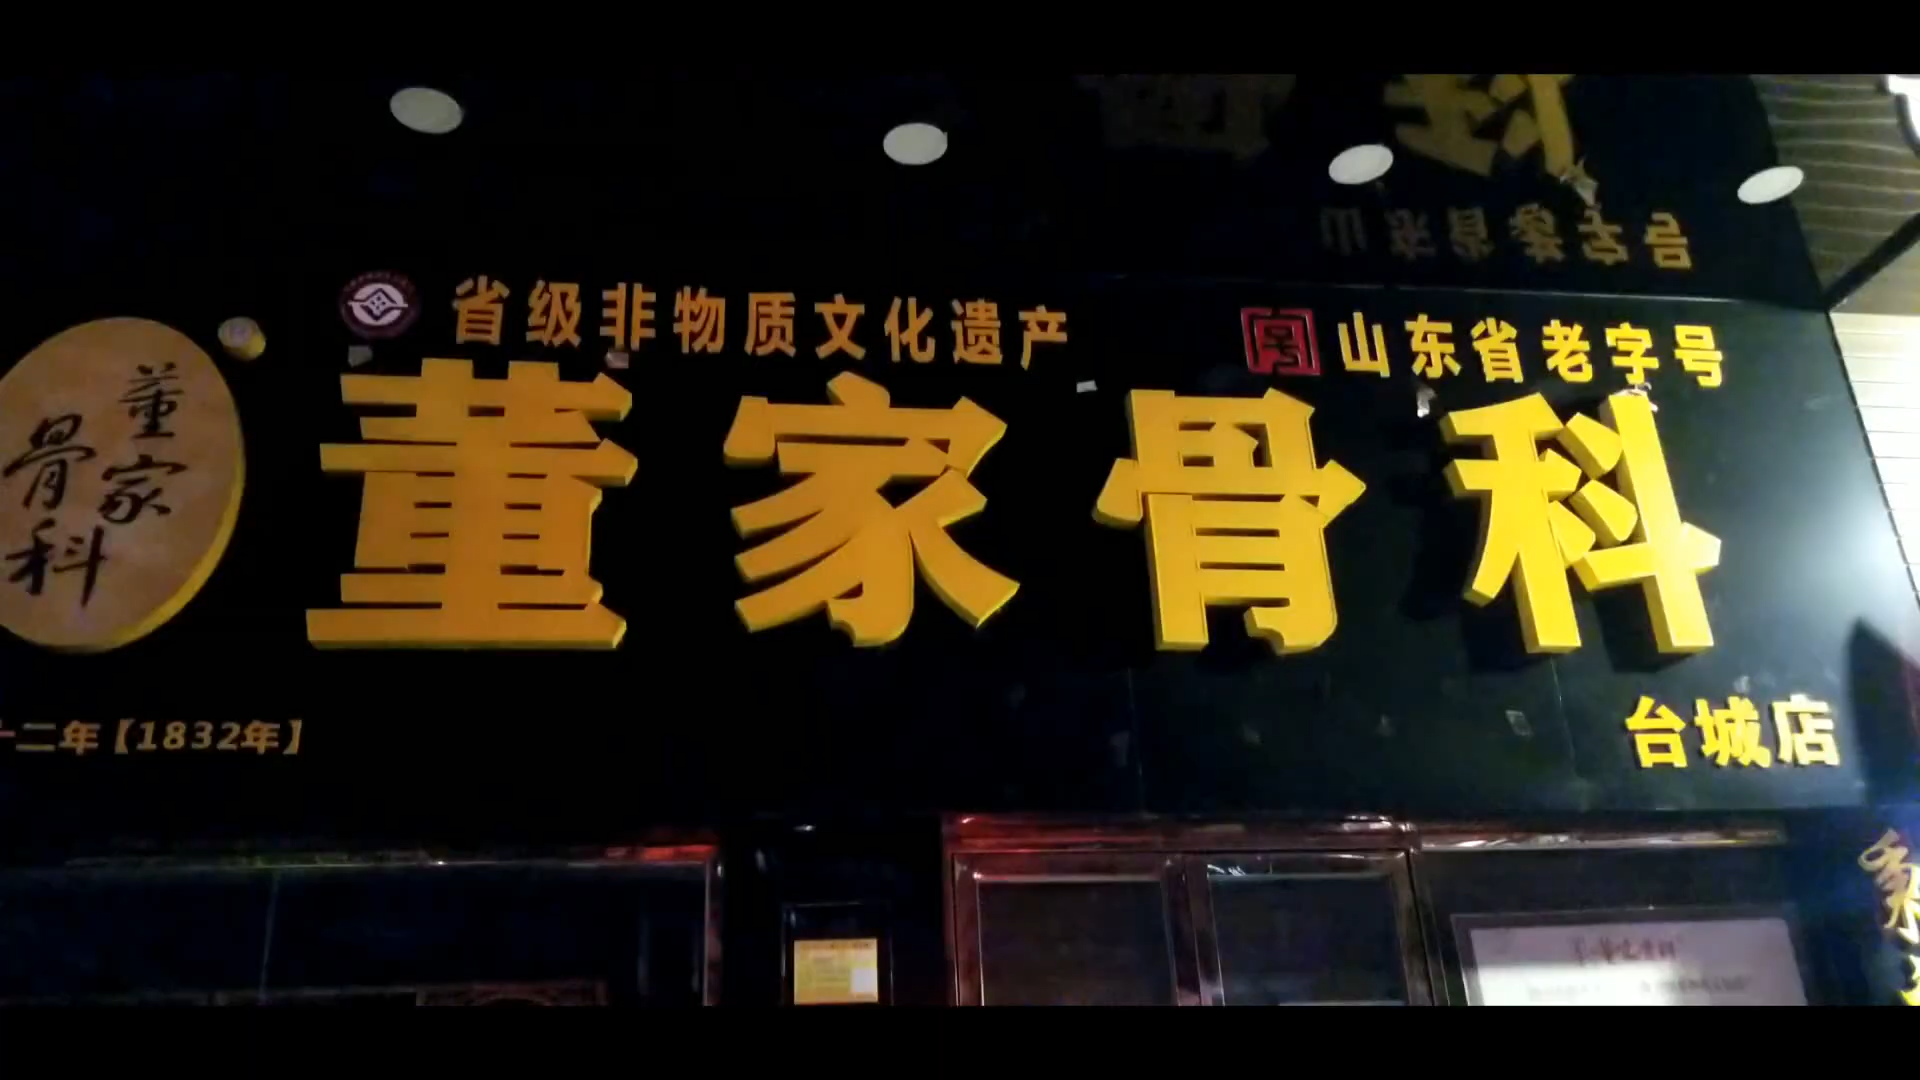 省级非物质文化遗产
山东省老字号
董家
骨科
董家骨科
十二年【1832年】
台城店